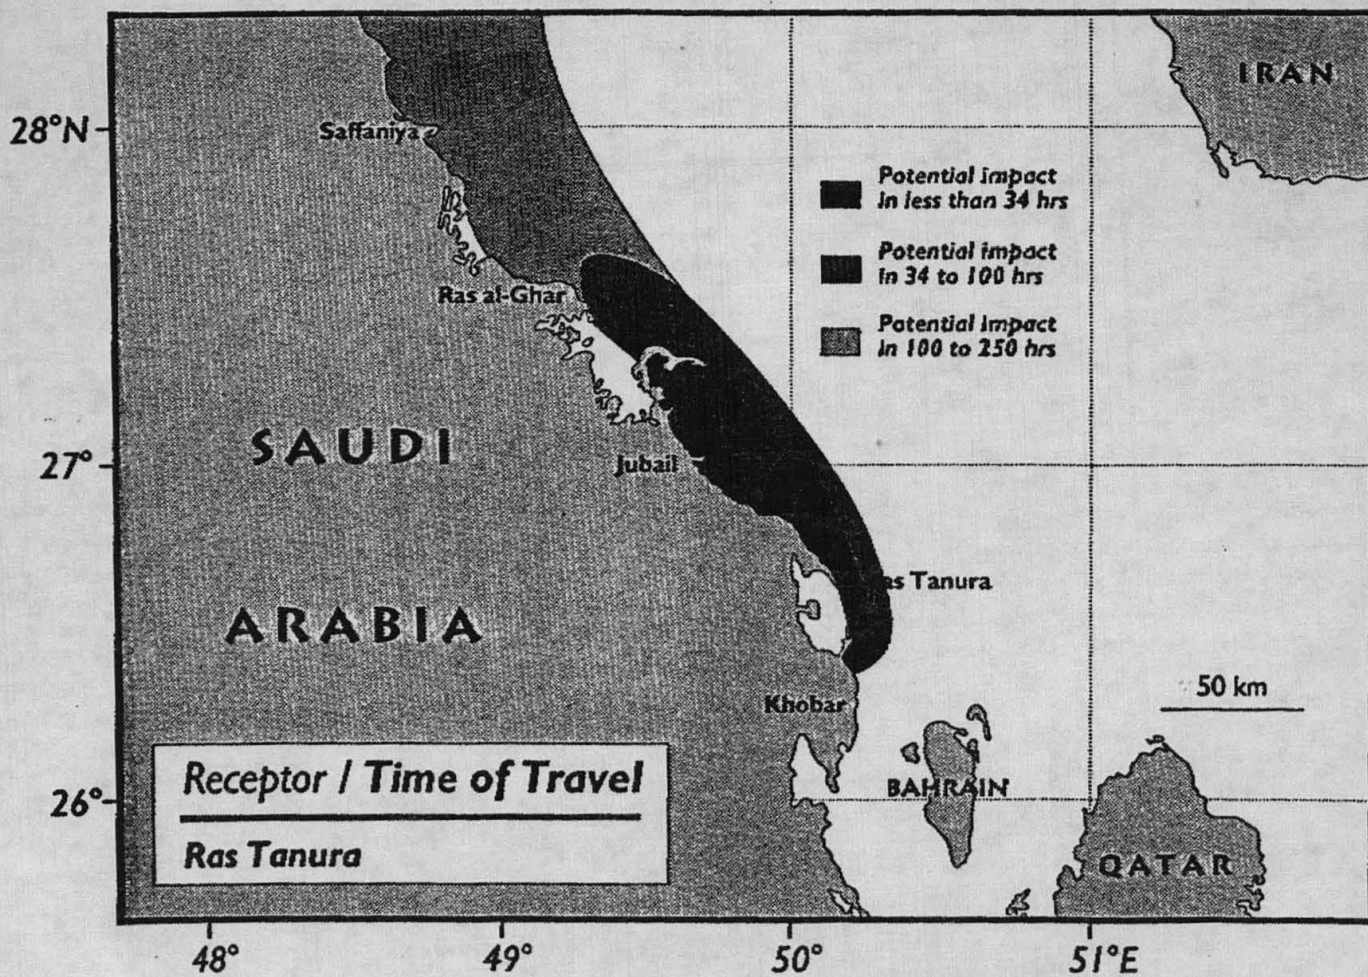 IRAN
28°N
Saffaniya
Potential impact
in less than 34 hrs
Potential impact
in 34 to 100 hrs
Ras al-Ghar
Potential Impact
in 100 to 250 hrs
SAUDI
27°
Jubail
as Tanura
ARABIA
50 km
Khobar
Receptor / Time of Travel
Ras Tanura
26°
BAHRAIN
QATAR
48°
49°
50°
51°E